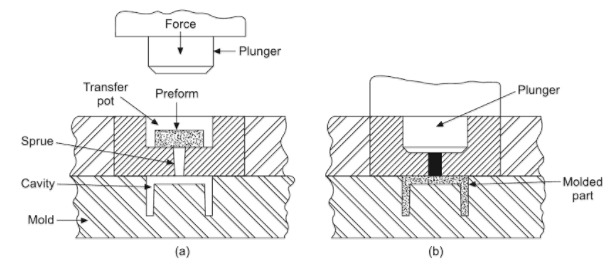 Force
Plunger
Transfer
pot
Preform
Sprue
Cavity
Mold
(a)
Plunger
Molded
part
(b)